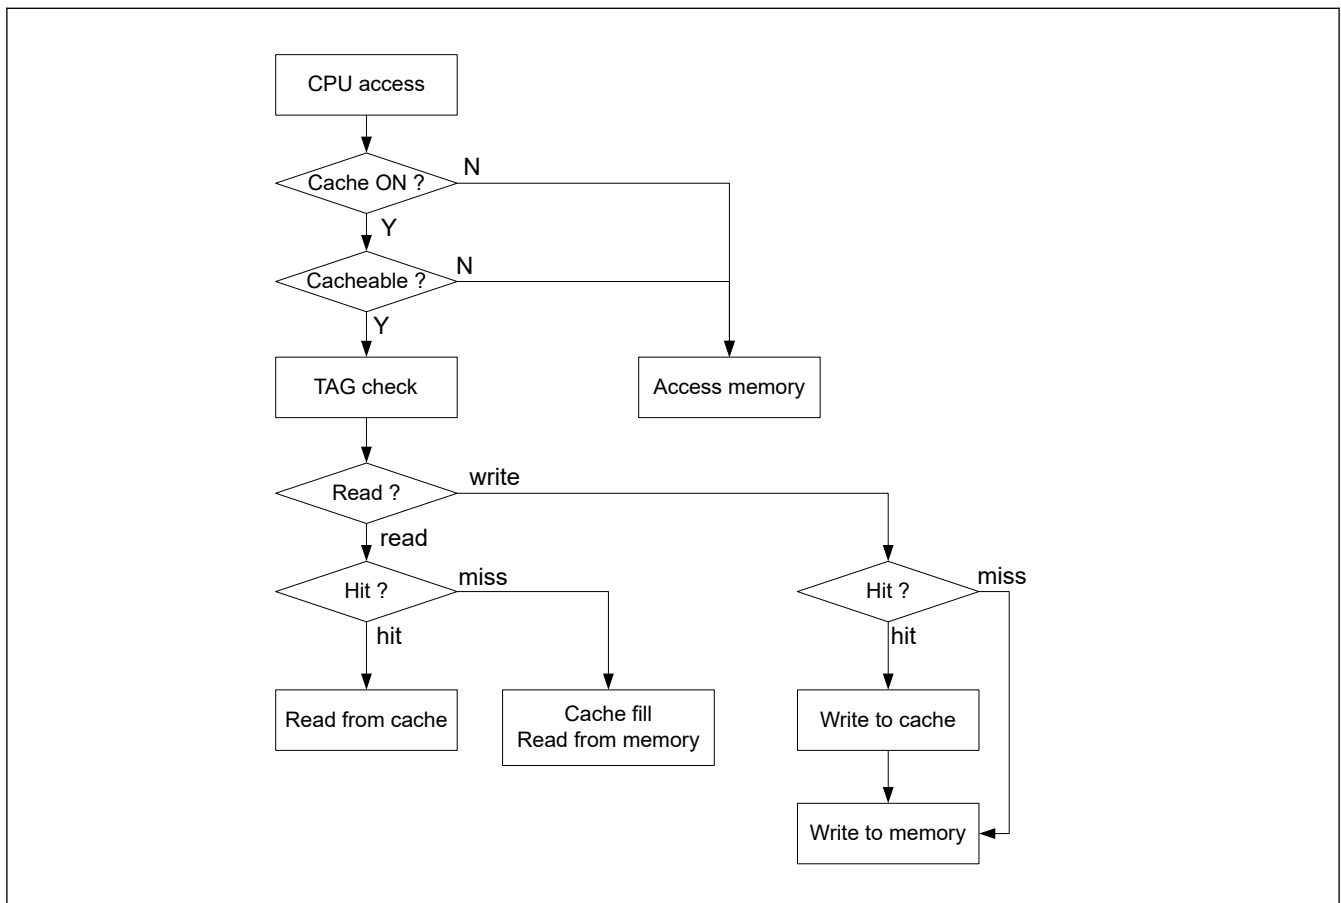 CPU access
Cache ON ?
N
Y
Cacheable ?
N
Y
TAG check
Access memory
Read ?
write
read
Hit ?
miss
hit
Hit ?
miss
hit
Read from cache
Cache fill
Read from memory
Write to cache
Write to memory